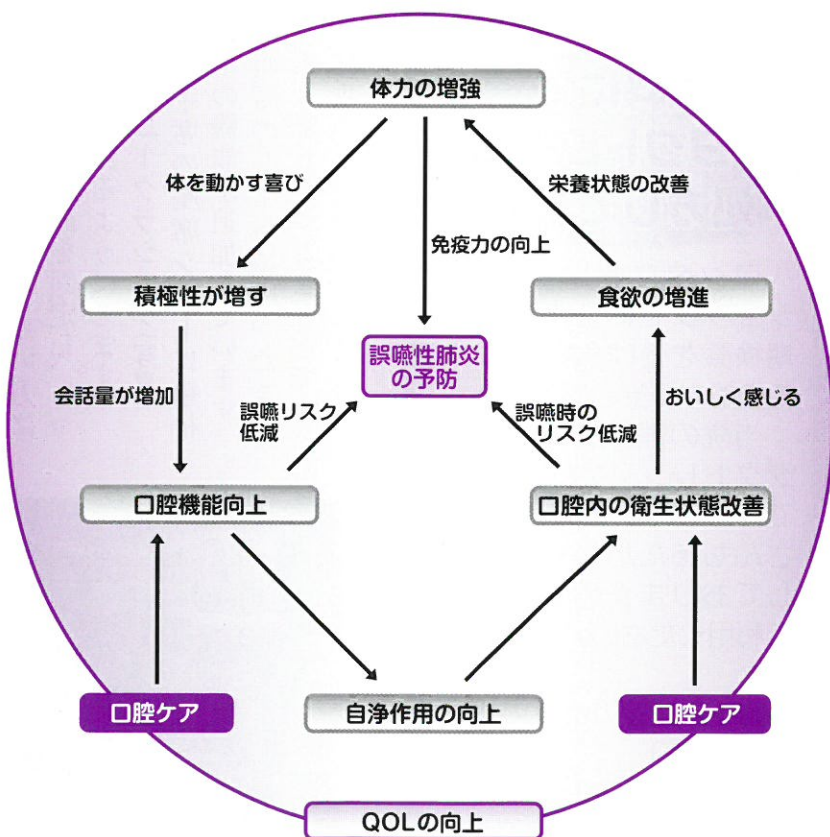 体力の増強
体を動かす喜び
栄養状態の改善
免疫力の向上
積極性が増す
食欲の増進
誤嚥性肺炎
の予防
会話量が増加
誤嚥リスク
低減
誤嚥時の
リスク低減
おいしく感じる
口腔機能向上
口腔内の衛生状態改善
口腔ケア
自浄作用の向上
口腔ケア
QOLの向上